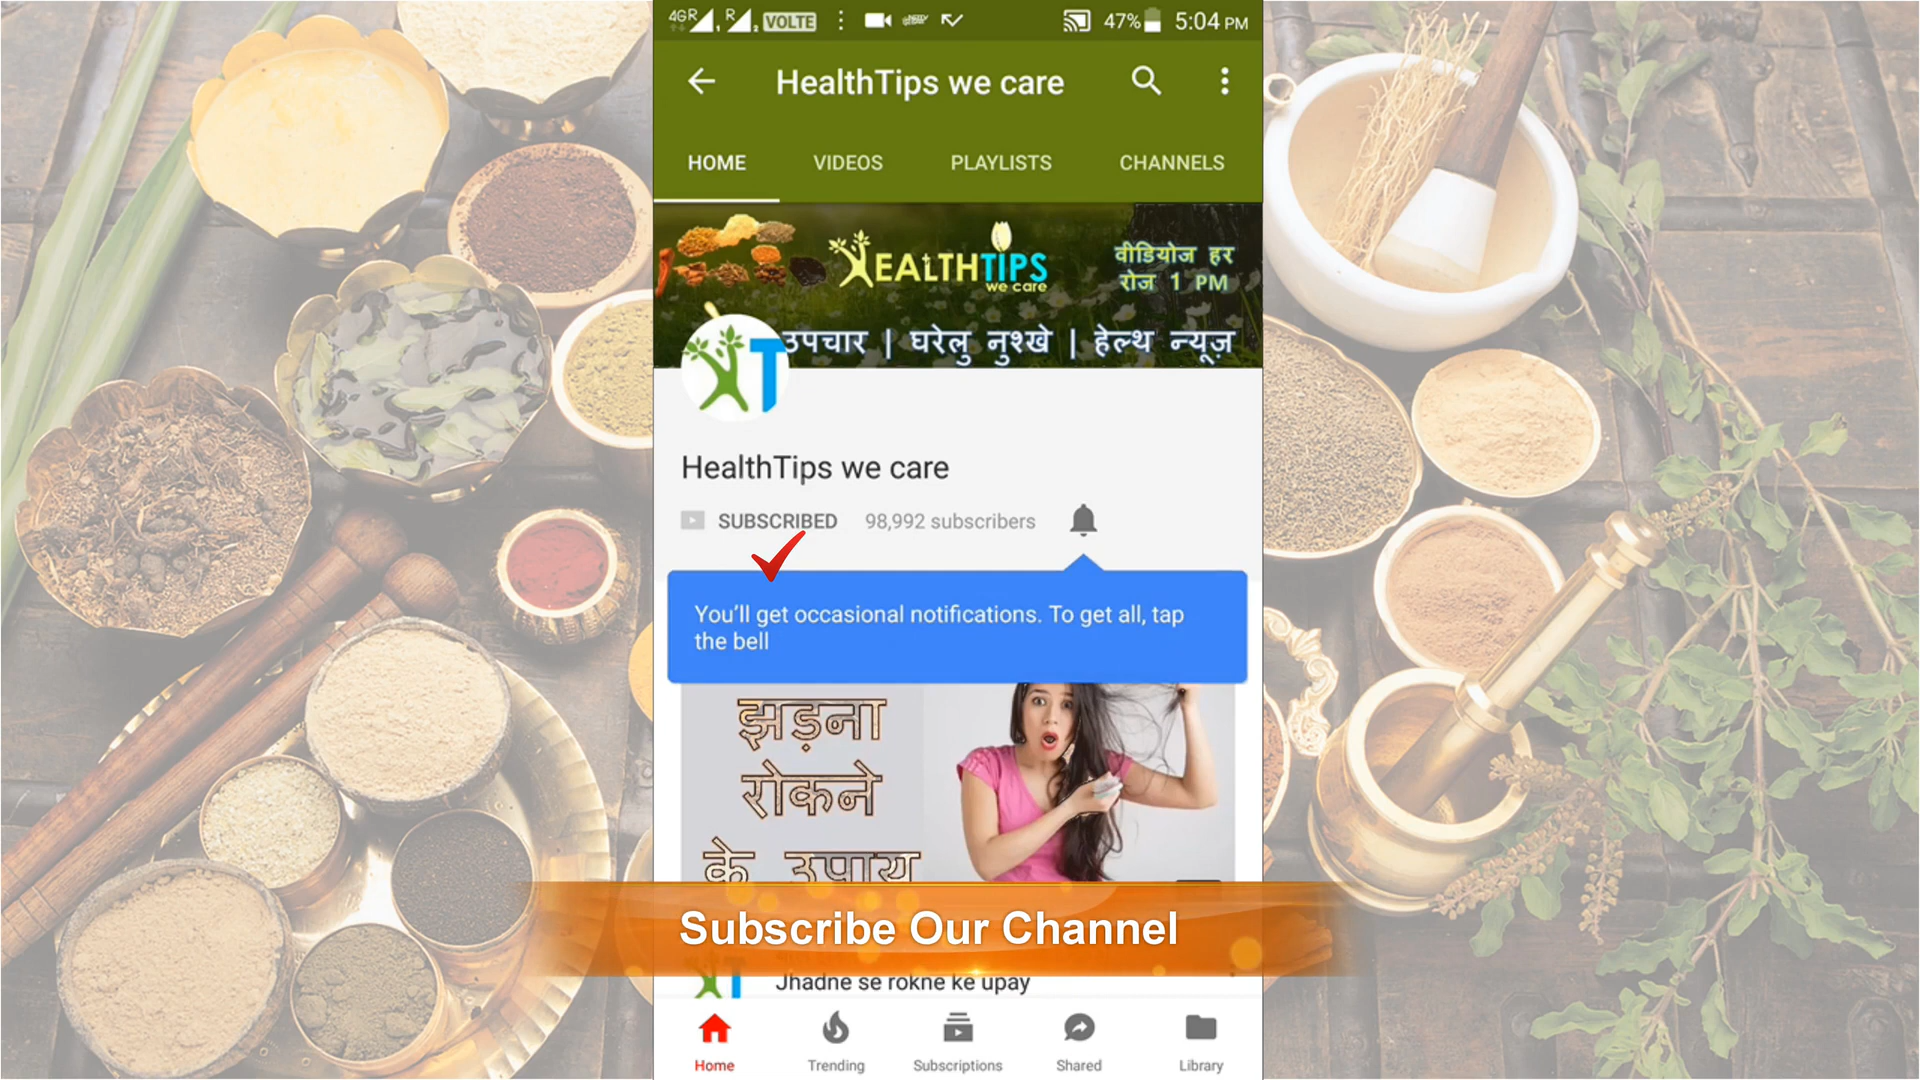 4G R R VOLTE 47% 5:04 PM
HealthTips we care
HOME VIDEOS PLAYLISTS CHANNELS
HEALTHTIPS
we care
वीडियोज हर
रोज 1 PM
उपचार | घरेलु नुश्खे | हेल्थ न्यूज़
T
HealthTips we care
SUBSCRIBED 98,992 subscribers
You'll get occasional notifications. To get all, tap
the bell
झड़ना
रोकने
के उपाय
Subscribe Our Channel
Jhadne se rokne ke upay
Home Trending Subscriptions Shared Library